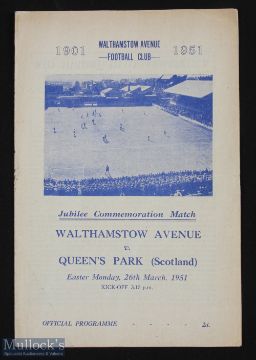 WALTHAMSTOW AVENUE
1901 FOOTBALL CLUB 1951
Jubilee Commemoration Match
WALTHAMSTOW AVENUE
v.
QUEEN'S PARK (Scotland)
Easter Monday, 26th March, 1951
KICK-OFF 3.15 p.m.
OFFICIAL PROGRAMME - - - - 2d.
Mullock's